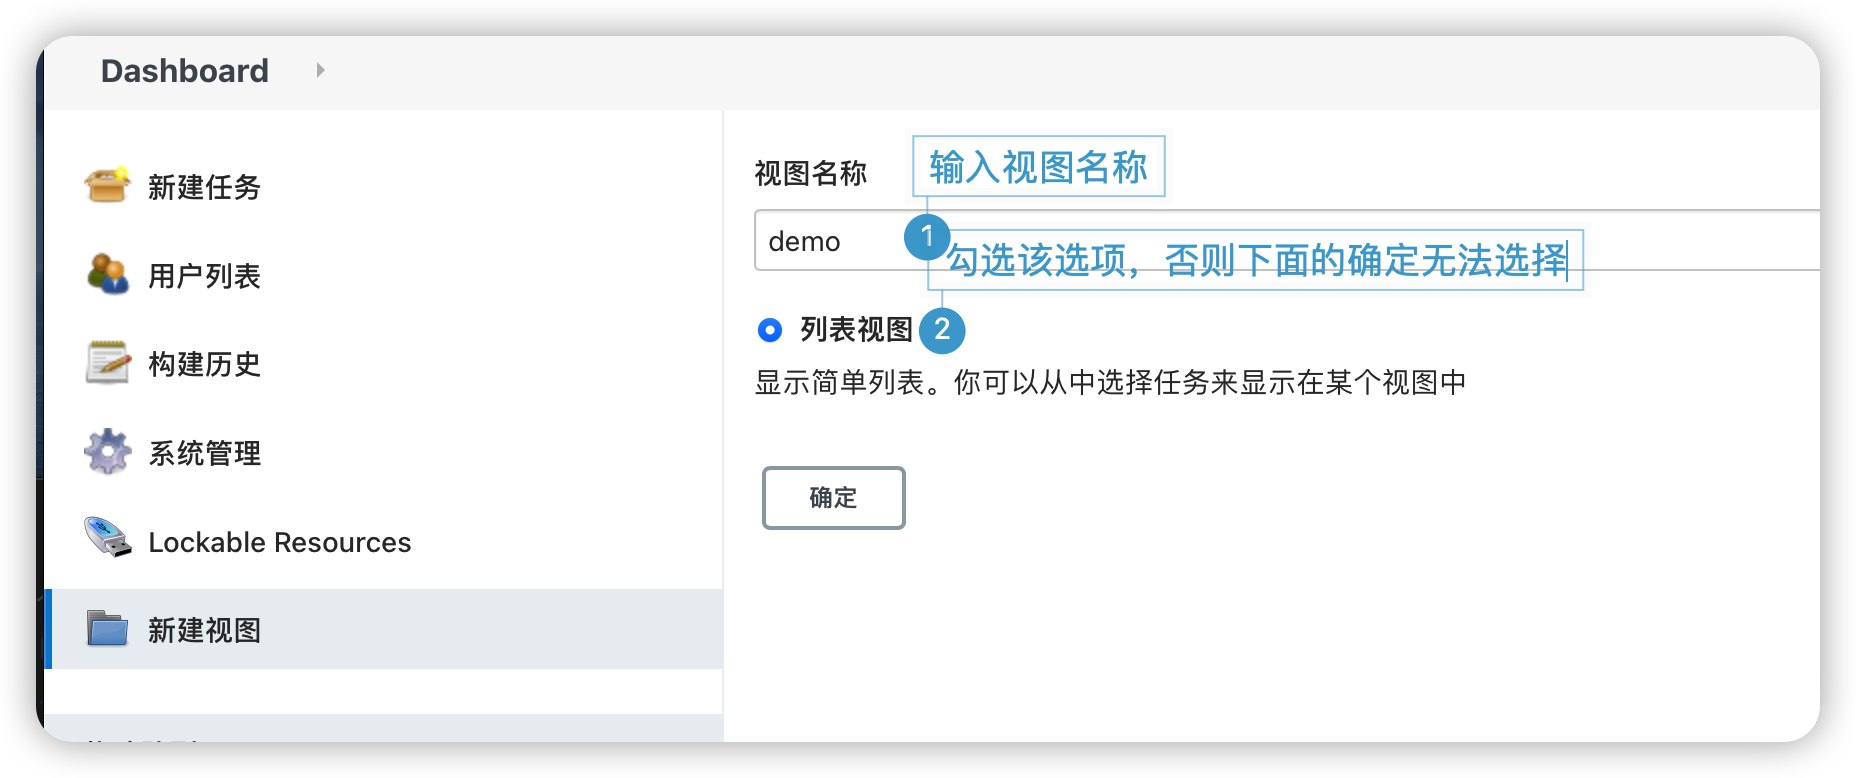 Dashboard
新建任务
用户列表
构建历史
系统管理
Lockable Resources
新建视图
视图名称
输入视图名称
demo
1
勾选该选项，否则下面的确定无法选择
列表视图
2
显示简单列表。你可以从中选择任务来显示在某个视图中
确定